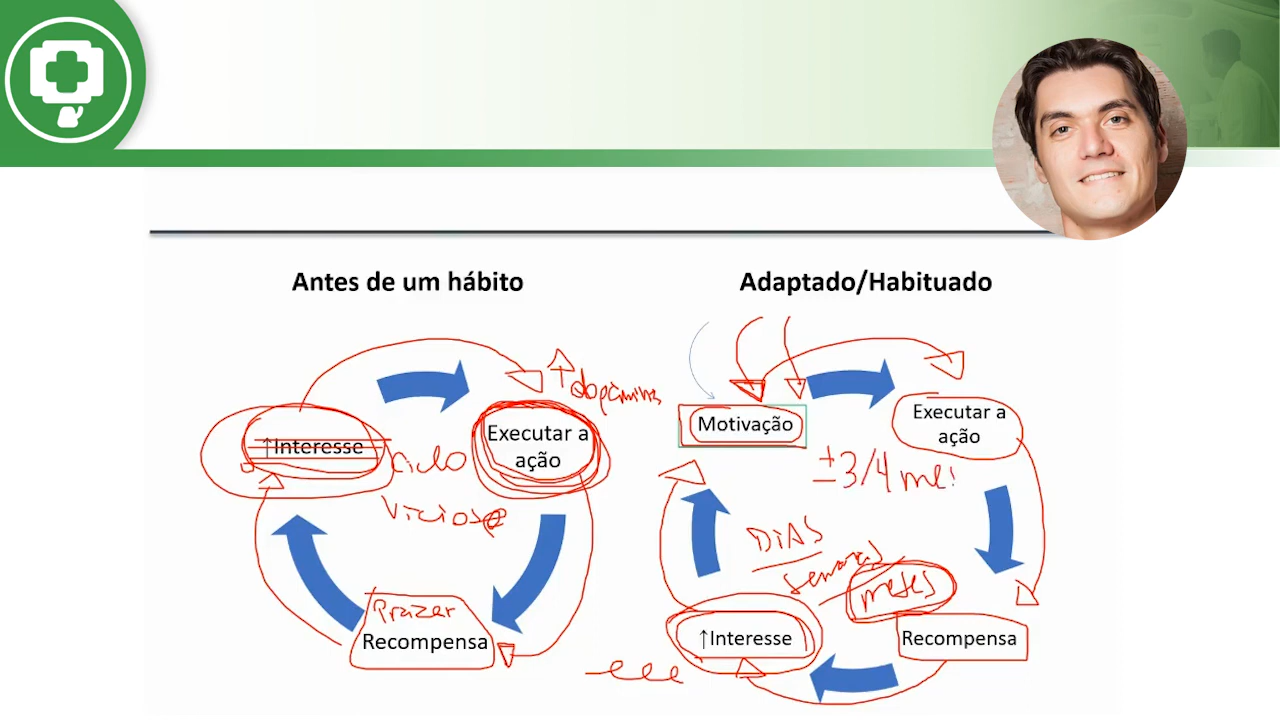 Antes de um hábito
Adaptado/Habituado
↑Interesse
Executar a
ação
↑dopamina
ciclo
vicioso
Prazer
Recompensa
Motivação
Executar a
ação
±3/4
DIAS
semanas
meses
↑Interesse
Recompensa